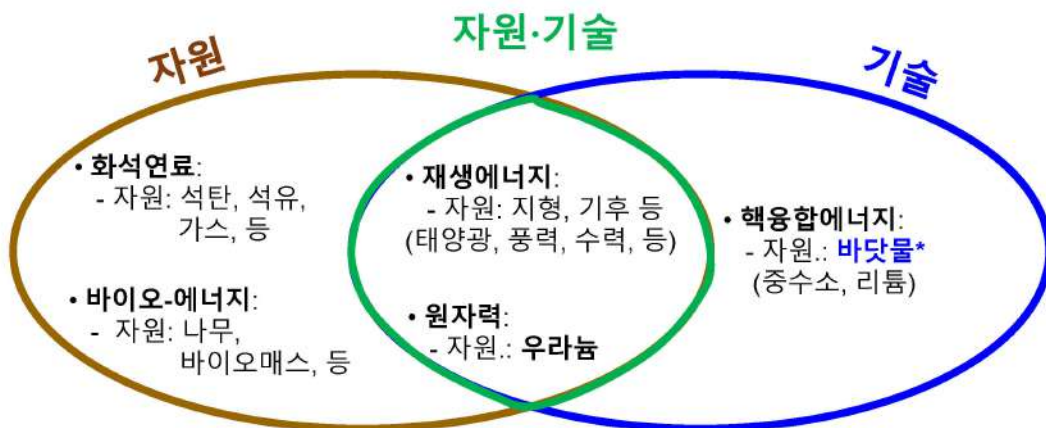 자원
자원·기술
기술
• 화석연료:
- 자원: 석탄, 석유,
가스, 등
• 바이오-에너지:
- 자원: 나무,
바이오매스, 등
• 재생에너지:
- 자원: 지형, 기후 등
(태양광, 풍력, 수력, 등)
• 원자력:
- 자원.: 우라늄
• 핵융합에너지:
- 자원.: 바닷물*
(중수소, 리튬)